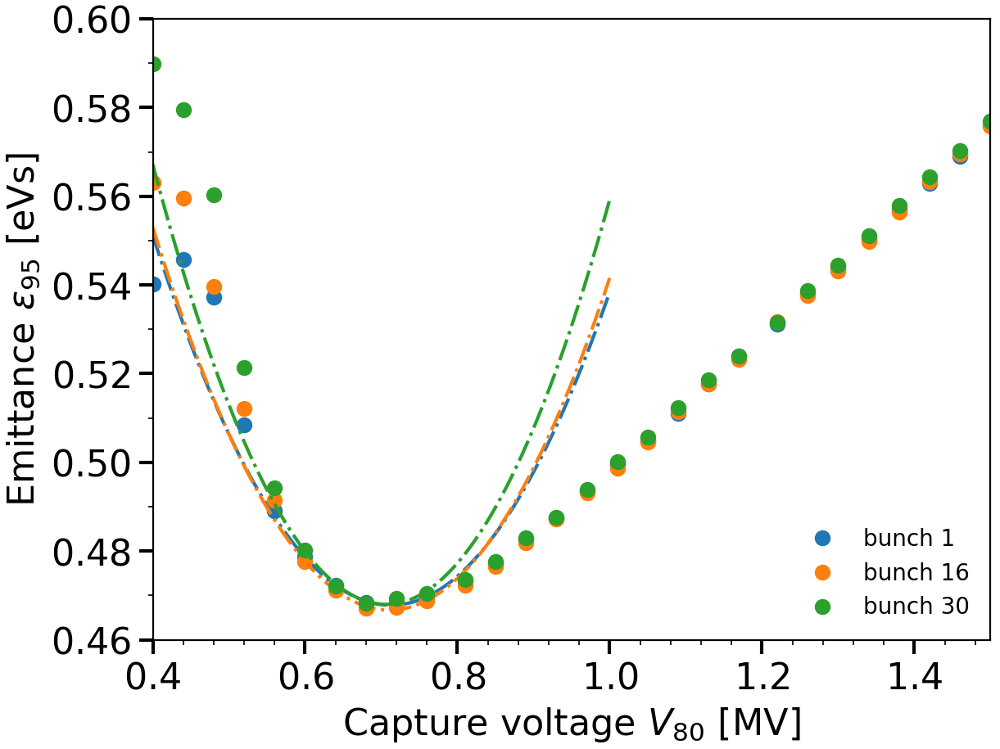 0.60
0.58
0.56
0.54
0.52
0.50
0.48
0.46
Emittance ε95 [eVs]
bunch 1
bunch 16
bunch 30
0.4 0.6 0.8 1.0 1.2 1.4
Capture voltage V80 [MV]